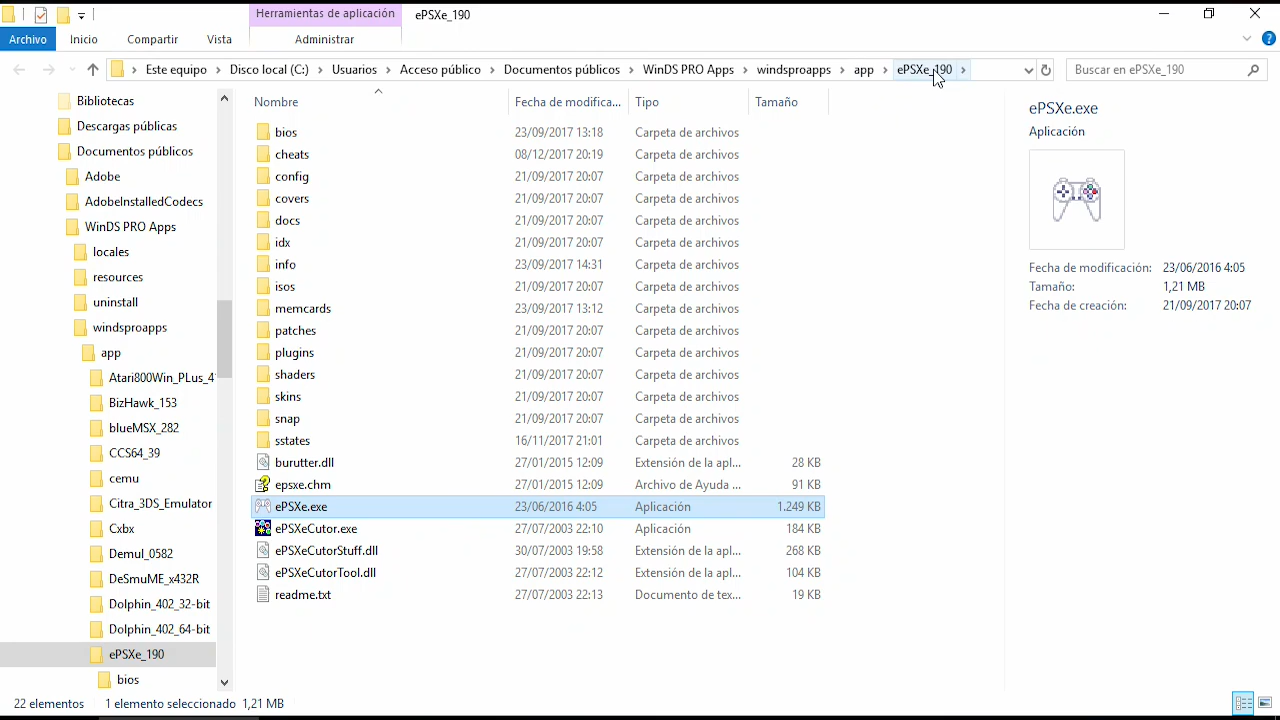 Herramientas de aplicación
ePSXe_190
Archivo
Inicio
Compartir
Vista
Administrar
Este equipo
Disco local (C:)
Usuarios
Acceso público
Documentos públicos
WinDS PRO Apps
windsproapps
app
ePSXe_190
Buscar en ePSXe_190
Bibliotecas
Descargas públicas
Documentos públicos
Adobe
AdobeInstalledCodecs
WinDS PRO Apps
locales
resources
uninstall
windsproapps
app
Atari800Win_PLus_4
BizHawk_153
blueMSX_282
CCS64_39
cemu
Citra_3DS_Emulator
Cxbx
Demul_0582
DeSmuME_x432R
Dolphin_402_32-bit
Dolphin_402_64-bit
ePSXe_190
bios
Nombre Fecha de modifica... Tipo Tamaño
bios 23/09/2017 13:18 Carpeta de archivos
cheats 08/12/2017 20:19 Carpeta de archivos
config 21/09/2017 20:07 Carpeta de archivos
covers 21/09/2017 20:07 Carpeta de archivos
docs 21/09/2017 20:07 Carpeta de archivos
idx 21/09/2017 20:07 Carpeta de archivos
info 23/09/2017 14:31 Carpeta de archivos
isos 21/09/2017 20:07 Carpeta de archivos
memcards 23/09/2017 13:12 Carpeta de archivos
patches 21/09/2017 20:07 Carpeta de archivos
plugins 21/09/2017 20:07 Carpeta de archivos
shaders 21/09/2017 20:07 Carpeta de archivos
skins 21/09/2017 20:07 Carpeta de archivos
snap 21/09/2017 20:07 Carpeta de archivos
sstates 16/11/2017 21:01 Carpeta de archivos
burutter.dll 27/01/2015 12:09 Extensión de la apl... 28 KB
epsxe.chm 27/01/2015 12:09 Archivo de Ayuda ... 91 KB
ePSXe.exe 23/06/2016 4:05 Aplicación 1.249 KB
ePSXeCutor.exe 27/07/2003 22:10 Aplicación 184 KB
ePSXeCutorStuff.dll 30/07/2003 19:58 Extensión de la apl... 268 KB
ePSXeCutorTool.dll 27/07/2003 22:12 Extensión de la apl... 104 KB
readme.txt 27/07/2003 22:13 Documento de tex... 19 KB
ePSXe.exe
Aplicación
Fecha de modificación: 23/06/2016 4:05
Tamaño: 1,21 MB
Fecha de creación: 21/09/2017 20:07
22 elementos 1 elemento seleccionado 1,21 MB